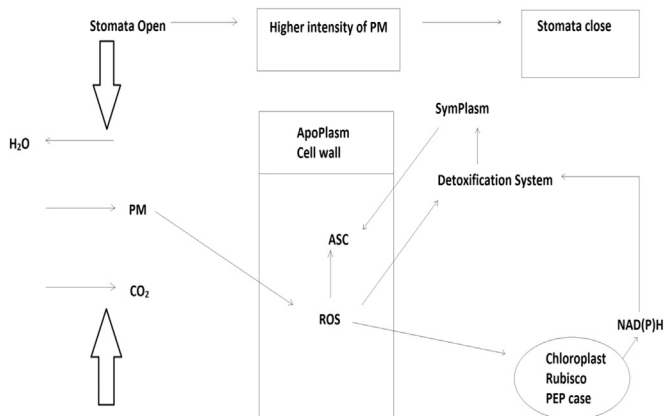 Stomata Open
Higher intensity of PM
Stomata close
SymPlasm
ApoPlasm
Cell wall
H₂O
Detoxification System
PM
ASC
CO₂
ROS
NAD(P)H
Chloroplast
Rubisco
PEP case